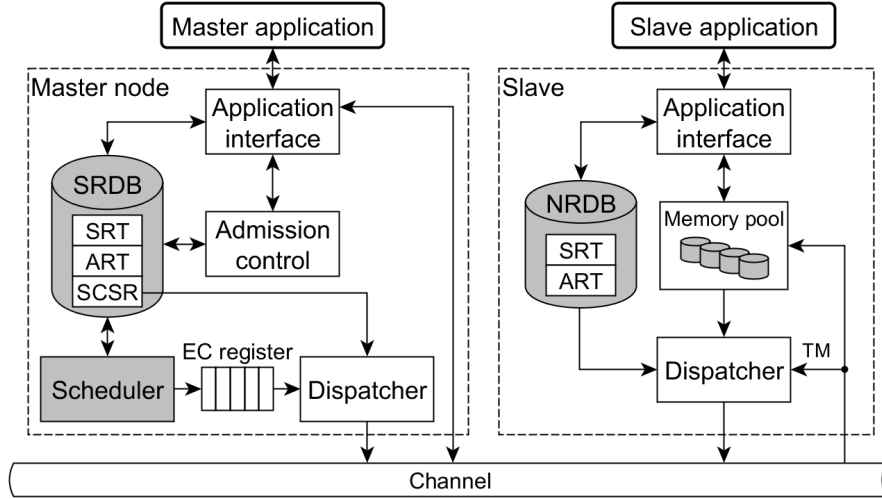 Master application
Slave application
Master node
Application
interface
SRDB
SRT
ART
SCSR
Admission
control
EC register
Scheduler
Dispatcher
Slave
Application
interface
NRDB
SRT
ART
Memory pool
Dispatcher
TM
Channel